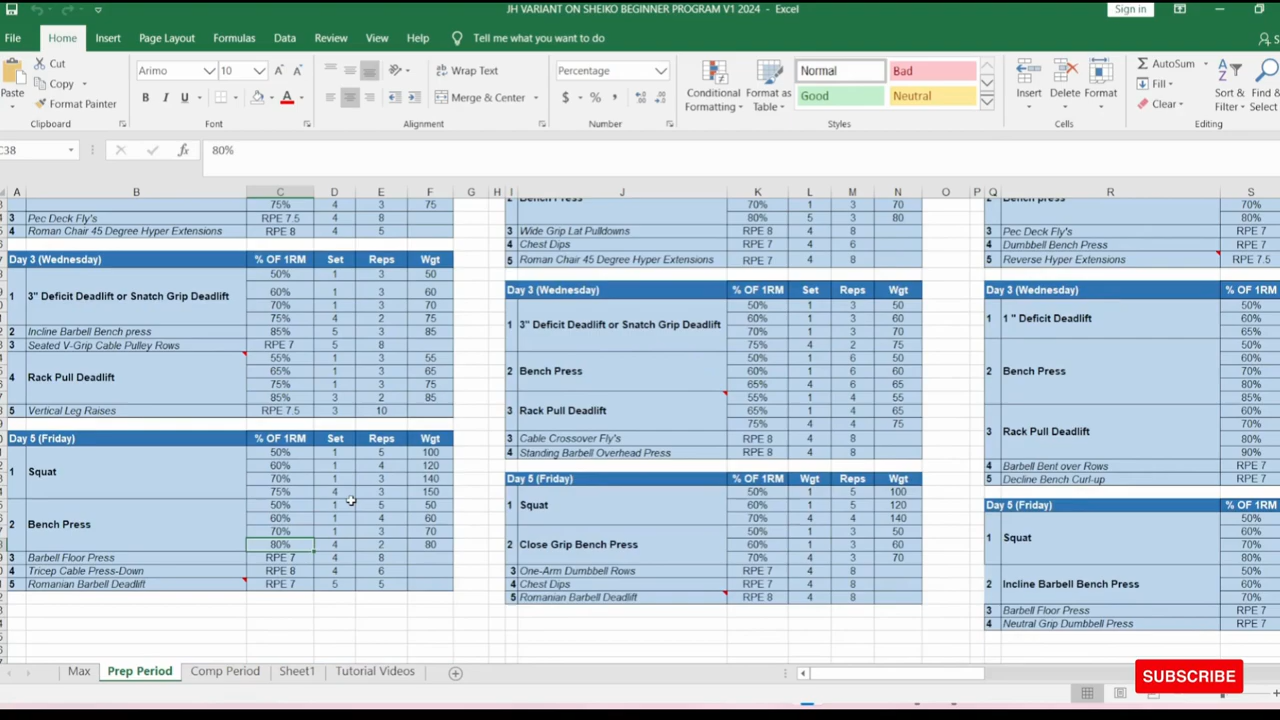 JH VARIANT ON SHEIKO BEGINNER PROGRAM V1 2024 - Excel
Sign in
File Home Insert Page Layout Formulas Data Review View Help Tell me what you want to do
Paste Cut Copy Format Painter
Clipboard
Arimo 10
B I U
Font
Wrap Text
Merge & Center
Alignment
Percentage
$ % ,
Number
Conditional Formatting
Format as Table
Normal Bad
Good Neutral
Styles
Insert Delete Format
Cells
AutoSum
Fill
Clear
Sort & Filter
Find & Select
Editing
C38 fx 80%
A B C D E F G H I J K L M N O P Q R S
75% 4 3 75
3 Pec Deck Fly's RPE 7.5 4 8
4 Roman Chair 45 Degree Hyper Extensions RPE 8 4 5
Day 3 (Wednesday) % OF 1RM Set Reps Wgt
50% 1 3 50
1 3" Deficit Deadlift or Snatch Grip Deadlift 60% 1 3 60
70% 1 3 70
75% 4 2 75
2 Incline Barbell Bench press 85% 5 3 85
3 Seated V-Grip Cable Pulley Rows RPE 7 5 8
55% 1 3 55
65% 1 3 65
4 Rack Pull Deadlift
75% 1 3 75
85% 3 2 85
5 Vertical Leg Raises RPE 7.5 3 10
Day 5 (Friday) % OF 1RM Set Reps Wgt
50% 1 5 100
60% 1 4 120
1 Squat
70% 1 3 140
75% 4 3 150
50% 1 5 50
60% 1 4 60
2 Bench Press
70% 1 3 70
80% 4 2 80
3 Barbell Floor Press RPE 7 4 8
4 Tricep Cable Press-Down RPE 8 4 6
5 Romanian Barbell Deadlift RPE 7 5 5
2 Bench Press
70% 1 3 70
80% 5 3 80
3 Wide Grip Lat Pulldowns RPE 8 4 8
4 Chest Dips RPE 7 4 6
5 Roman Chair 45 Degree Hyper Extensions RPE 7 4 8
Day 3 (Wednesday) % OF 1RM Set Reps Wgt
50% 1 3 50
60% 1 3 60
1 3" Deficit Deadlift or Snatch Grip Deadlift
70% 1 3 70
75% 4 2 75
50% 1 6 50
2 Bench Press 60% 1 6 60
65% 4 6 65
55% 1 4 55
3 Rack Pull Deadlift 65% 1 4 65
75% 4 4 75
3 Cable Crossover Fly's RPE 8 4 8
4 Standing Barbell Overhead Press RPE 8 4 8
Day 5 (Friday) % OF 1RM Wgt Reps Wgt
50% 1 5 100
1 Squat 60% 1 5 120
70% 4 4 140
50% 1 3 50
2 Close Grip Bench Press 60% 1 3 60
70% 4 3 70
3 One-Arm Dumbbell Rows RPE 7 4 8
4 Chest Dips RPE 7 4 8
5 Romanian Barbell Deadlift RPE 8 4 8
2 Bench press
70%
80%
3 Pec Deck Fly's RPE 7
4 Dumbbell Bench Press RPE 7
5 Reverse Hyper Extensions RPE 7.5
Day 3 (Wednesday) % OF 1RM
50%
1 1 " Deficit Deadlift 60%
65%
50%
60%
2 Bench Press 70%
80%
85%
60%
70%
3 Rack Pull Deadlift
80%
90%
4 Barbell Bent over Rows RPE 7
5 Decline Bench Curl-up RPE 7
Day 5 (Friday) % OF 1RM
50%
1 Squat 60%
70%
50%
2 Incline Barbell Bench Press 60%
70%
3 Barbell Floor Press RPE 7
4 Neutral Grip Dumbbell Press RPE 7
Max Prep Period Comp Period Sheet1 Tutorial Videos
SUBSCRIBE